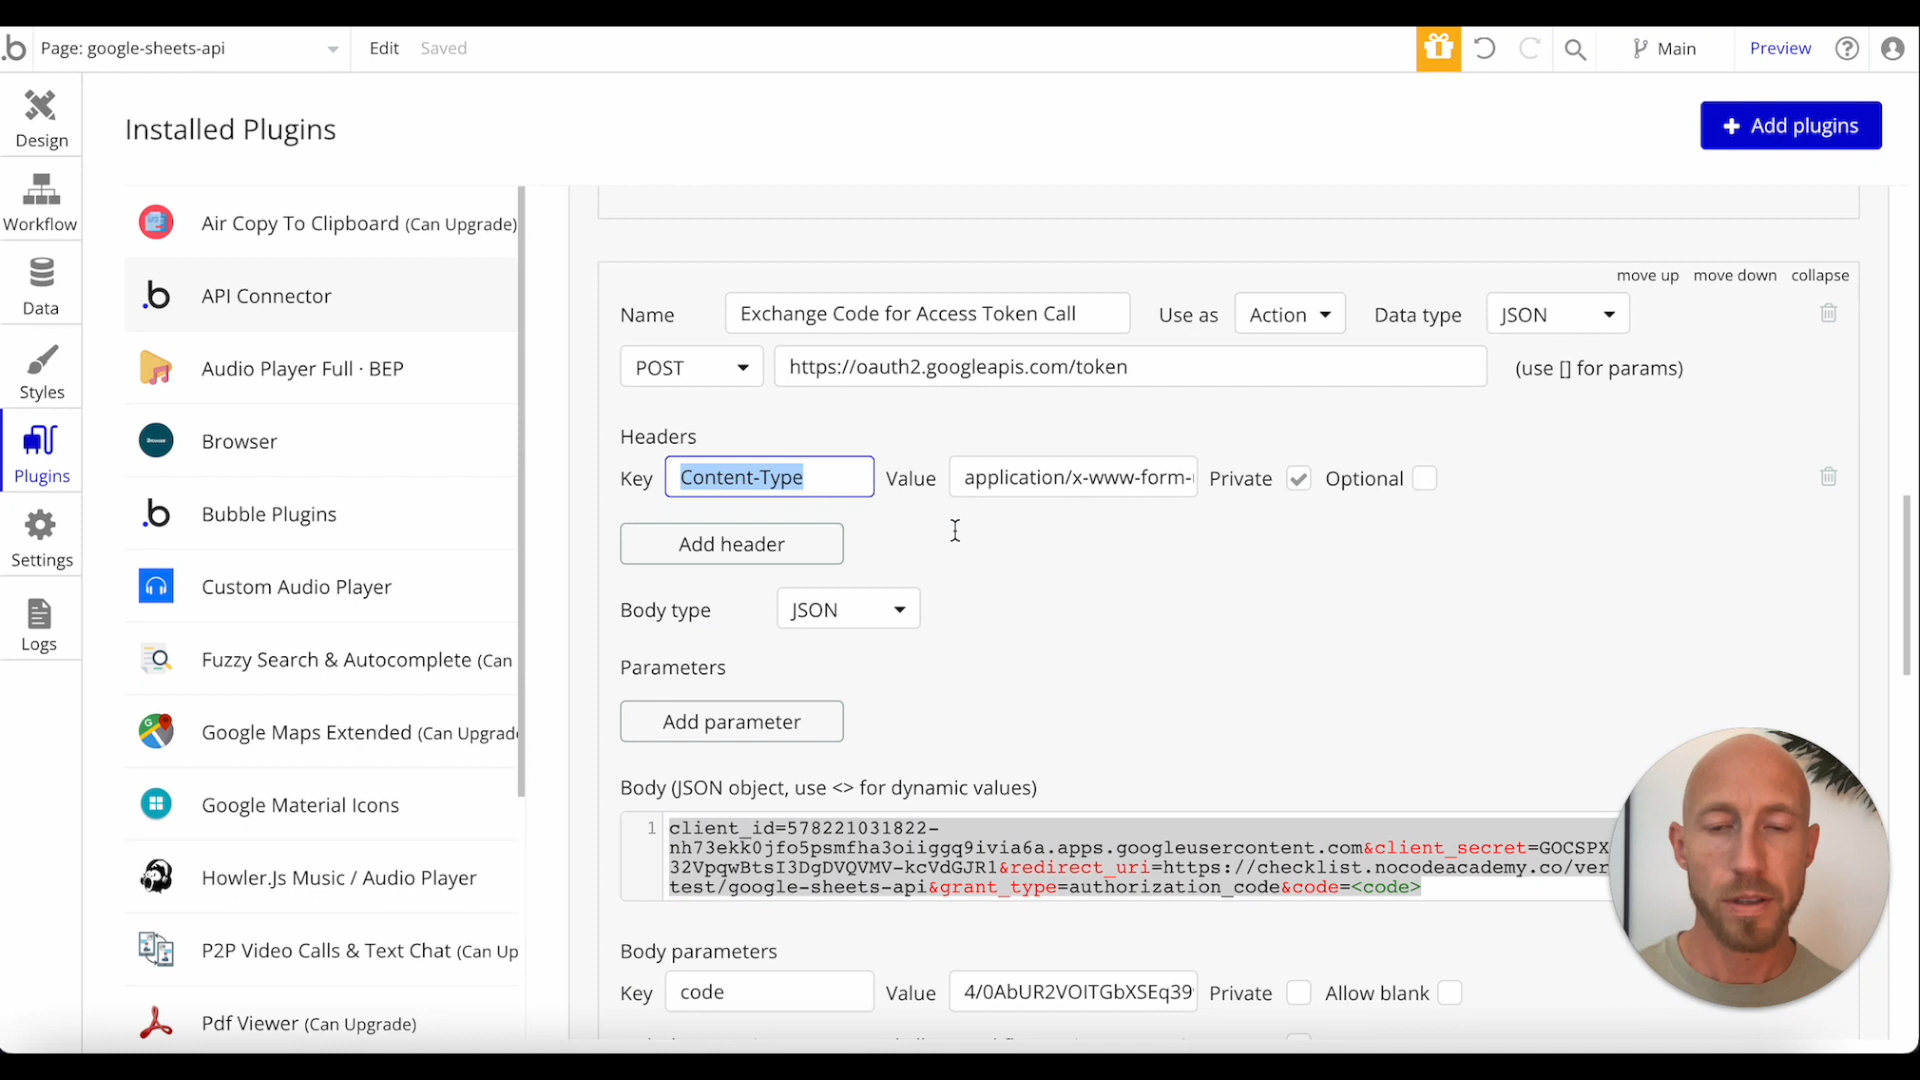 Page: google-sheets-api
Edit
Saved
Main
Preview
Design
Workflow
Data
Styles
Plugins
Settings
Logs
Installed Plugins
+ Add plugins
Air Copy To Clipboard (Can Upgrade)
API Connector
Audio Player Full · BEP
Browser
Bubble Plugins
Custom Audio Player
Fuzzy Search & Autocomplete (Can
Google Maps Extended (Can Upgrade
Google Material Icons
Howler.Js Music / Audio Player
P2P Video Calls & Text Chat (Can Up
Pdf Viewer (Can Upgrade)
move up move down collapse
Name Exchange Code for Access Token Call Use as Action Data type JSON
POST https://oauth2.googleapis.com/token (use [] for params)
Headers
Key Content-Type Value application/x-www-form- Private Optional
Add header
Body type JSON
Parameters
Add parameter
Body (JSON object, use <> for dynamic values)
1 client_id=578221031822-
nh73ekk0jfo5psmfha3oiiggq9ivia6a.apps.googleusercontent.com&client_secret=GOCSPX
32VpqwBtsI3DgDVQVMV-kcVdGJR1&redirect_uri=https://checklist.nocodeacademy.co/ver
test/google-sheets-api&grant_type=authorization_code&code=<code>
Body parameters
Key code Value 4/0AbUR2VOITGbXSEq39 Private Allow blank